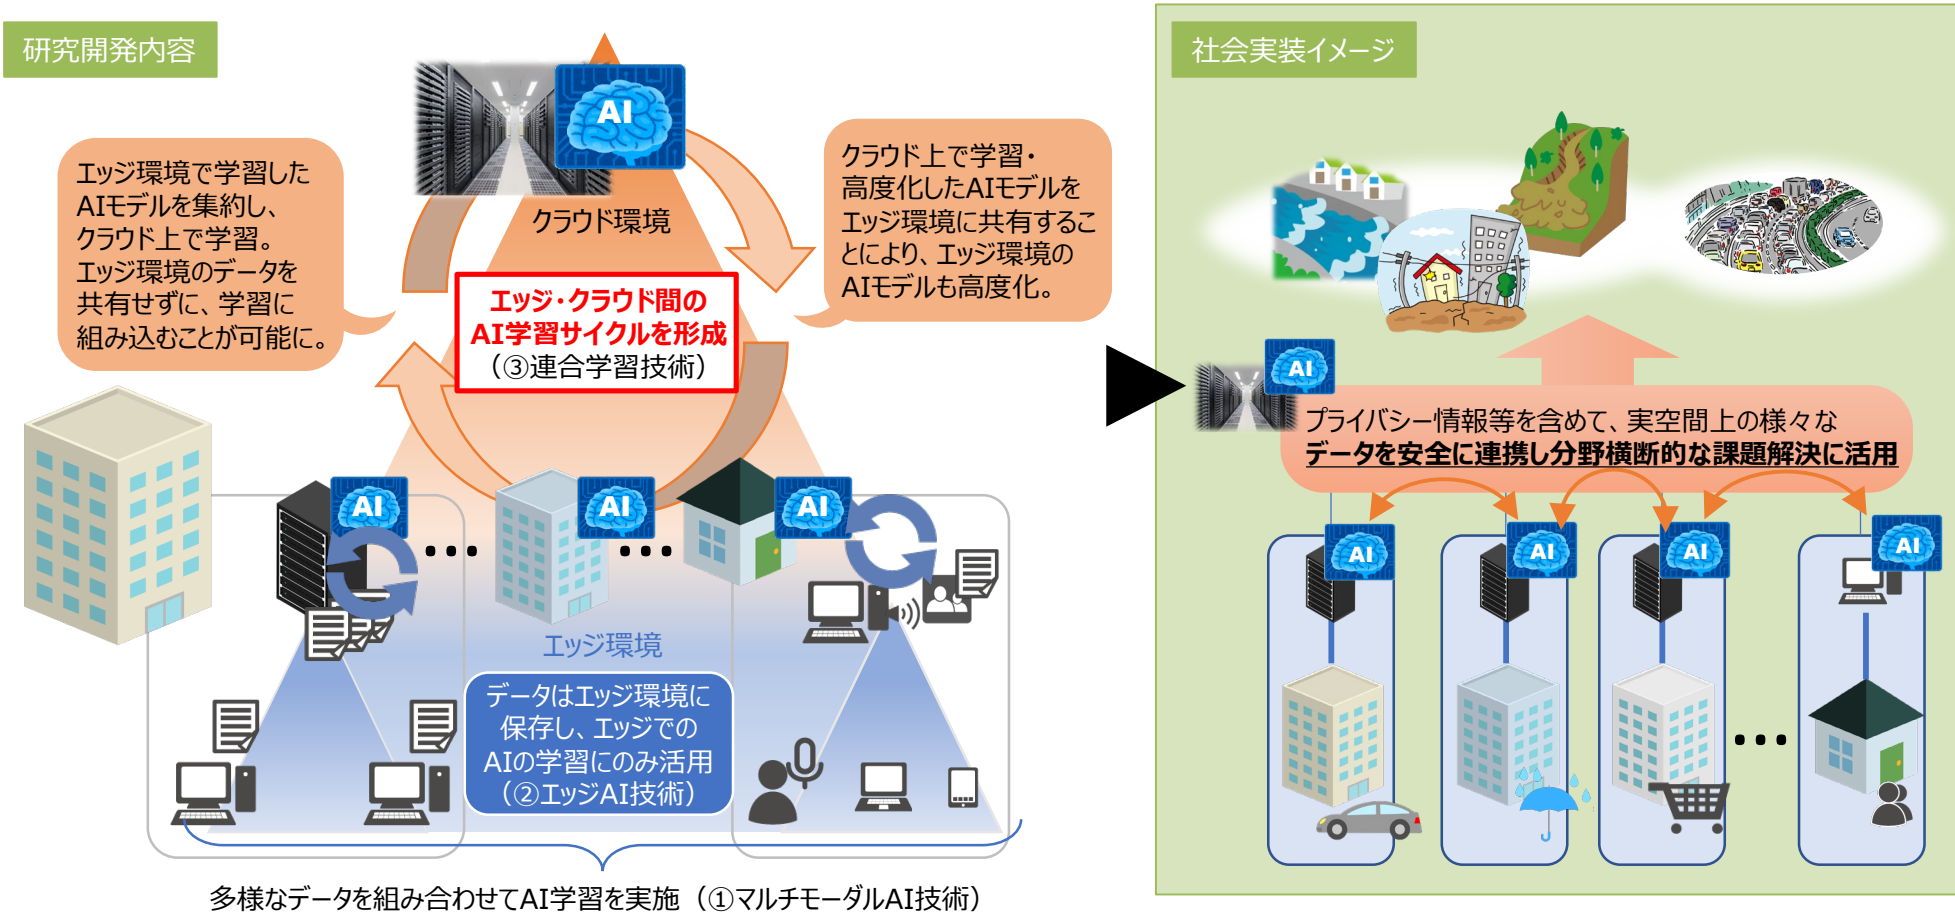 研究開発内容
AI
クラウド環境
エッジ環境で学習した
AIモデルを集約し、
クラウド上で学習。
エッジ環境のデータを
共有せずに、学習に
組み込むことが可能に。
クラウド上で学習・
高度化したAIモデルを
エッジ環境に共有するこ
とにより、エッジ環境の
AIモデルも高度化。
エッジ・クラウド間の
AI学習サイクルを形成
（③連合学習技術）
AI
AI
AI
エッジ環境
データはエッジ環境に
保存し、エッジでの
AIの学習にのみ活用
（②エッジAI技術）
多様なデータを組み合わせてAI学習を実施（①マルチモーダルAI技術）
社会実装イメージ
AI
プライバシー情報等を含めて、実空間上の様々な
データを安全に連携し分野横断的な課題解決に活用
AI
AI
AI
AI